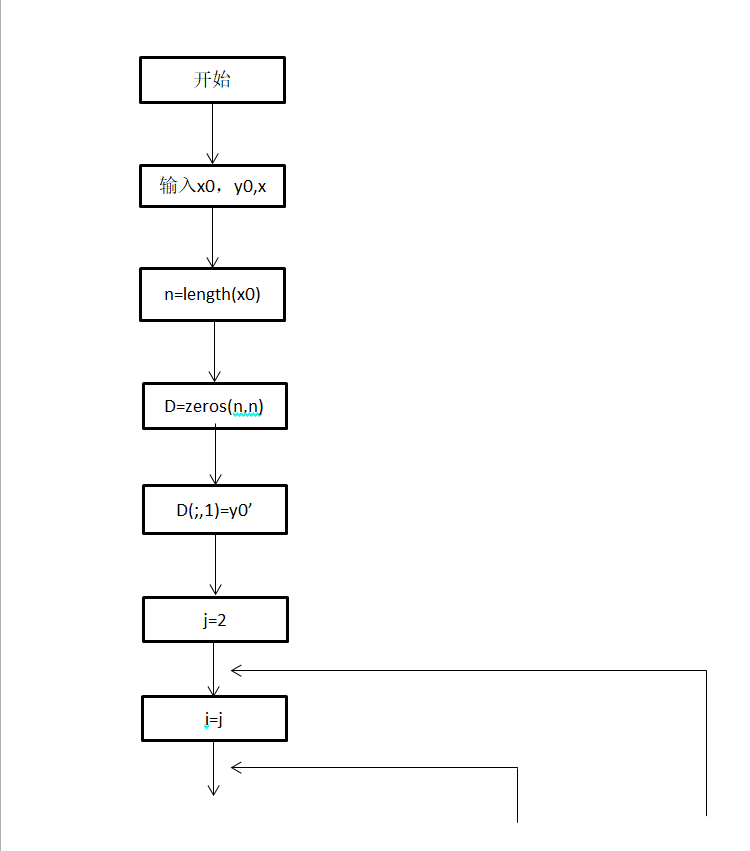 开始
输入x0，y0,x
n=length(x0)
D=zeros(n,n)
D(;,1)=y0’
j=2
i=j